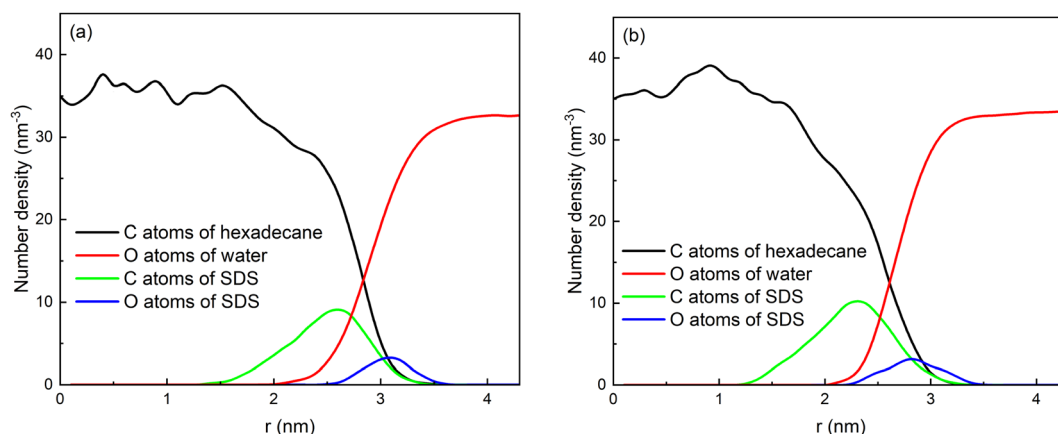 (a)
40
30
20
10
0
Number density (nm-3)
C atoms of hexadecane
O atoms of water
C atoms of SDS
O atoms of SDS
0 1 2 3 4
r (nm)
(b)
40
30
20
10
0
Number density (nm-3)
C atoms of hexadecane
O atoms of water
C atoms of SDS
O atoms of SDS
0 1 2 3 4
r (nm)